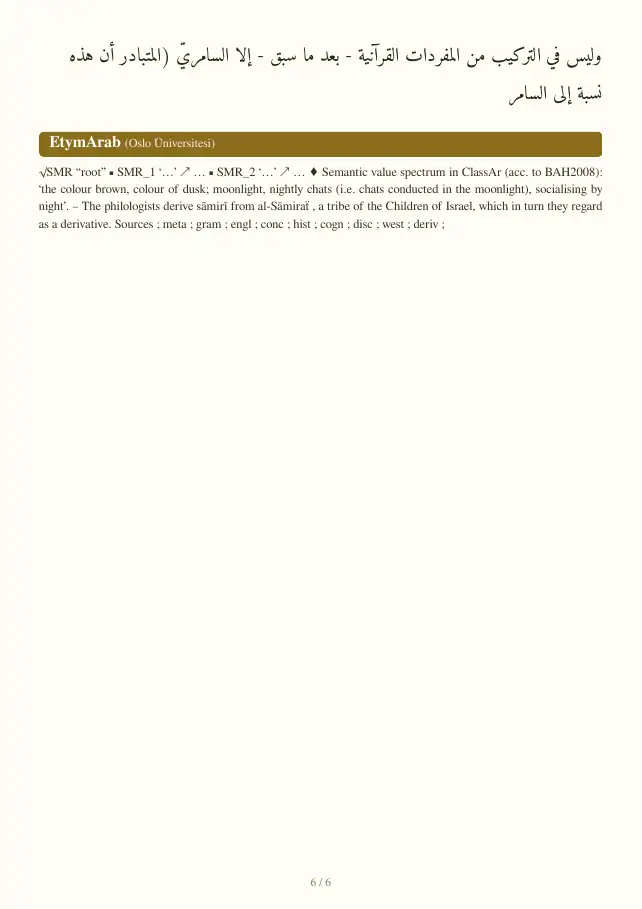 وليس في التركيب من المفردات القرآنية - بعد ما سبق - إلا السامريّ (المتبادر أن هذه
نسبة إلى السامر
EtymArab (Oslo Üniversitesi)
√SMR “root” ▪ SMR_1 ‘…’ ↗ … ▪ SMR_2 ‘…’ ↗ … ♦ Semantic value spectrum in ClassAr (acc. to BAH2008):
‘the colour brown, colour of dusk; moonlight, nightly chats (i.e. chats conducted in the moonlight), socialising by
night’. – The philologists derive sāmirī from al-Sāmiraẗ , a tribe of the Children of Israel, which in turn they regard
as a derivative. Sources ; meta ; gram ; engl ; conc ; hist ; cogn ; disc ; west ; deriv ;
6 / 6